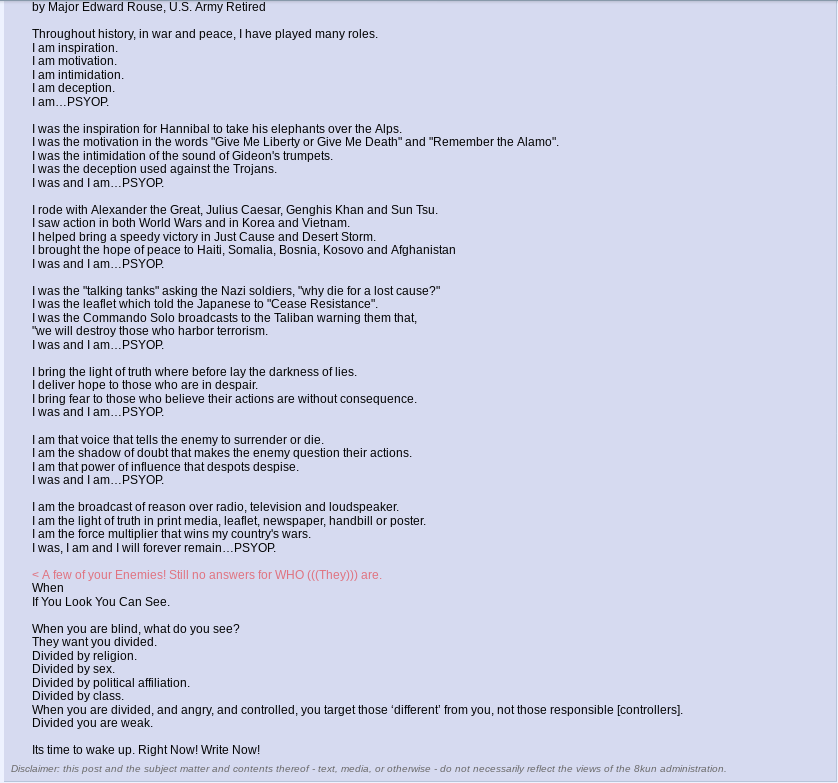 by Major Edward Rouse, U.S. Army Retired
Throughout history, in war and peace, I have played many roles.
I am inspiration.
I am motivation.
I am intimidation.
I am deception.
I am…PSYOP.
I was the inspiration for Hannibal to take his elephants over the Alps.
I was the motivation in the words "Give Me Liberty or Give Me Death" and "Remember the Alamo".
I was the intimidation of the sound of Gideon's trumpets.
I was the deception used against the Trojans.
I was and I am…PSYOP.
I rode with Alexander the Great, Julius Caesar, Genghis Khan and Sun Tsu.
I saw action in both World Wars and in Korea and Vietnam.
I helped bring a speedy victory in Just Cause and Desert Storm.
I brought the hope of peace to Haiti, Somalia, Bosnia, Kosovo and Afghanistan
I was and I am…PSYOP.
I was the "talking tanks" asking the Nazi soldiers, "why die for a lost cause?"
I was the leaflet which told the Japanese to "Cease Resistance".
I was the Commando Solo broadcasts to the Taliban warning them that,
"we will destroy those who harbor terrorism.
I was and I am…PSYOP.
I bring the light of truth where before lay the darkness of lies.
I deliver hope to those who are in despair.
I bring fear to those who believe their actions are without consequence.
I was and I am…PSYOP.
I am that voice that tells the enemy to surrender or die.
I am the shadow of doubt that makes the enemy question their actions.
I am that power of influence that despots despise.
I was and I am…PSYOP.
I am the broadcast of reason over radio, television and loudspeaker.
I am the light of truth in print media, leaflet, newspaper, handbill or poster.
I am the force multiplier that wins my country's wars.
I was, I am and I will forever remain…PSYOP.
< A few of your Enemies! Still no answers for WHO (((They))) are.
When
If You Look You Can See.
When you are blind, what do you see?
They want you divided.
Divided by religion.
Divided by sex.
Divided by political affiliation.
Divided by class.
When you are divided, and angry, and controlled, you target those ‘different’ from you, not those responsible [controllers].
Divided you are weak.
Its time to wake up. Right Now! Write Now!
Disclaimer: this post and the subject matter and contents thereof - text, media, or otherwise - do not necessarily reflect the views of the 8kun administration.